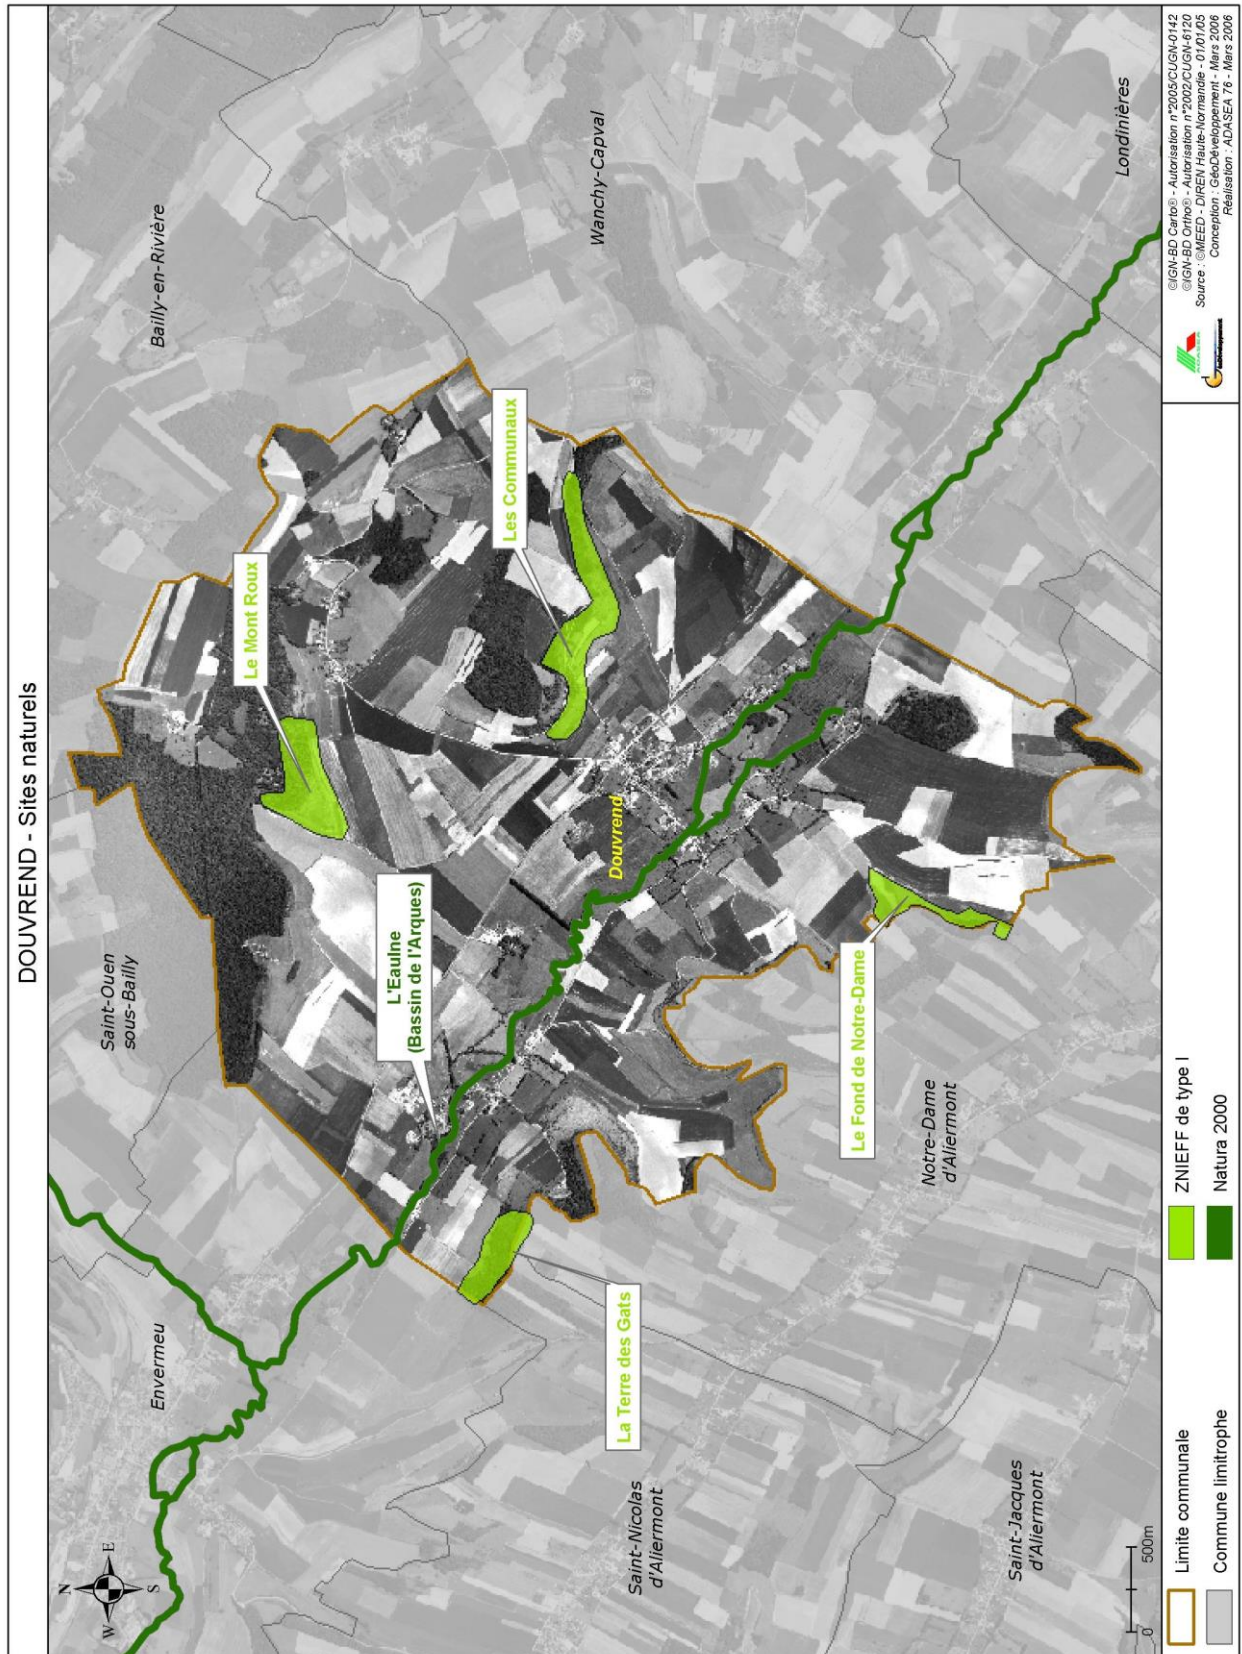 DOUVREND - Sites naturels
Bailly-en-Rivière
Saint-Ouen
sous-Bailly
Envermeu
N
W
E
S
Le Mont Roux
Les Communaux
Wanchy-Capval
L'Eaulne
(Bassin de l'Arques)
Douvrend
La Terre des Gats
Le Fond de Notre-Dame
Saint-Nicolas
d'Aliermont
Notre-Dame
d'Aliermont
Saint-Jacques
d'Aliermont
Londinières
0
500m
Limite communale
Commune limitrophe
ZNIEFF de type I
Natura 2000
©IGN-BD Carto® - Autorisation n°2005/CUGN-0142
©IGN-BD Ortho® - Autorisation n°2002/CUGN-6120
Source : ©MEED - DIREN Haute-Normandie - 01/01/05
Conception : GéoDéveloppement - Mars 2006
Réalisation : ADASEA 76 - Mars 2006
ADASEA